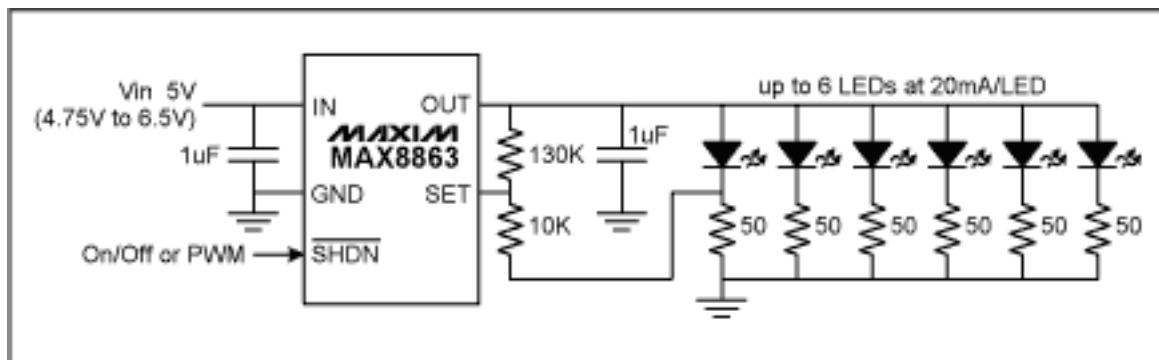 Vin 5V
(4.75V to 6.5V)
1uF
IN
OUT
MAXIM
MAX8863
GND
SET
SHDN
On/Off or PWM
130K
10K
1uF
up to 6 LEDs at 20mA/LED
50
50
50
50
50
50